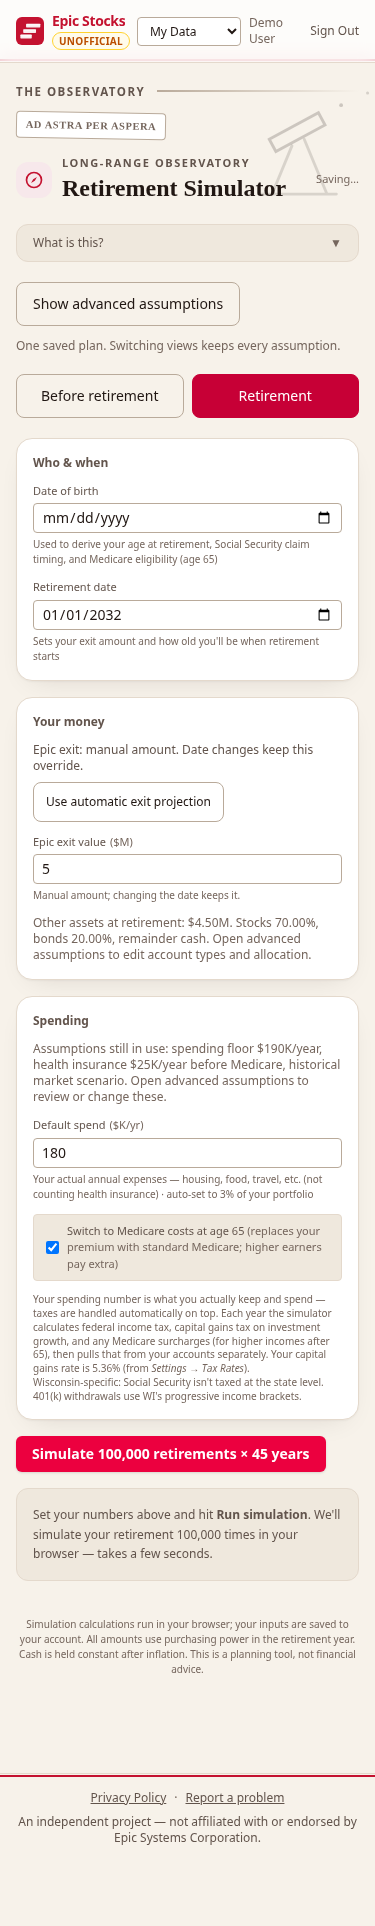 Epic Stocks
UNOFFICIAL
My Data
Demo
User
Sign Out
THE OBSERVATORY
AD ASTRA PER ASPERA
LONG-RANGE OBSERVATORY
Retirement Simulator
Saving...
What is this?
▼
Show advanced assumptions
One saved plan. Switching views keeps every assumption.
Before retirement
Retirement
Who & when
Date of birth
mm/dd/yyyy
Used to derive your age at retirement, Social Security claim
timing, and Medicare eligibility (age 65)
Retirement date
01/01/2032
Sets your exit amount and how old you'll be when retirement
starts
Your money
Epic exit: manual amount. Date changes keep this
override.
Use automatic exit projection
Epic exit value ($M)
5
Manual amount; changing the date keeps it.
Other assets at retirement: $4.50M. Stocks 70.00%,
bonds 20.00%, remainder cash. Open advanced
assumptions to edit account types and allocation.
Spending
Assumptions still in use: spending floor $190K/year,
health insurance $25K/year before Medicare, historical
market scenario. Open advanced assumptions to
review or change these.
Default spend ($K/yr)
180
Your actual annual expenses — housing, food, travel, etc. (not
counting health insurance) · auto-set to 3% of your portfolio
Switch to Medicare costs at age 65 (replaces your
premium with standard Medicare; higher earners
pay extra)
Your spending number is what you actually keep and spend —
taxes are handled automatically on top. Each year the simulator
calculates federal income tax, capital gains tax on investment
growth, and any Medicare surcharges (for higher incomes after
65), then pulls that from your accounts separately. Your capital
gains rate is 5.36% (from Settings → Tax Rates).
Wisconsin-specific: Social Security isn't taxed at the state level.
401(k) withdrawals use WI's progressive income brackets.
Simulate 100,000 retirements × 45 years
Set your numbers above and hit Run simulation. We'll
simulate your retirement 100,000 times in your
browser — takes a few seconds.
Simulation calculations run in your browser; your inputs are saved to
your account. All amounts use purchasing power in the retirement year.
Cash is held constant after inflation. This is a planning tool, not financial
advice.
Privacy Policy · Report a problem
An independent project — not affiliated with or endorsed by
Epic Systems Corporation.